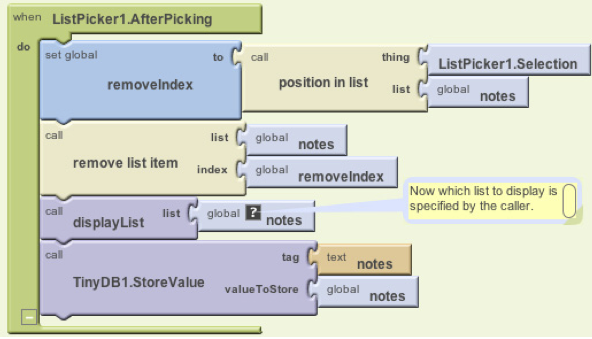 when ListPicker1.AfterPicking
do
set global removeIndex to
call position in list thing list
ListPicker1.Selection
global notes
call remove list item list index
global notes
global removeIndex
call displayList list
global ? notes
Now which list to display is
specified by the caller.
call TinyDB1.StoreValue tag valueToStore
text notes
global notes